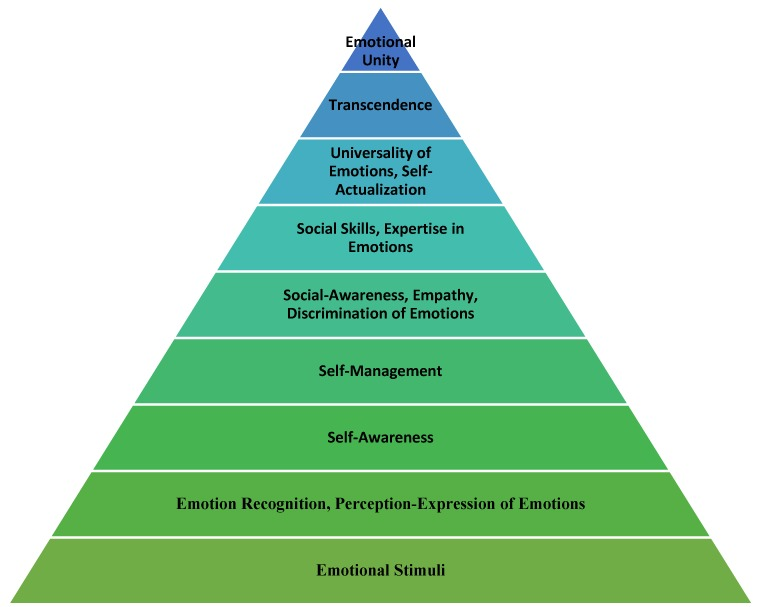 Emotional
Unity
Transcendence
Universality of
Emotions, Self-
Actualization
Social Skills, Expertise in
Emotions
Social-Awareness, Empathy,
Discrimination of Emotions
Self-Management
Self-Awareness
Emotion Recognition, Perception-Expression of Emotions
Emotional Stimuli